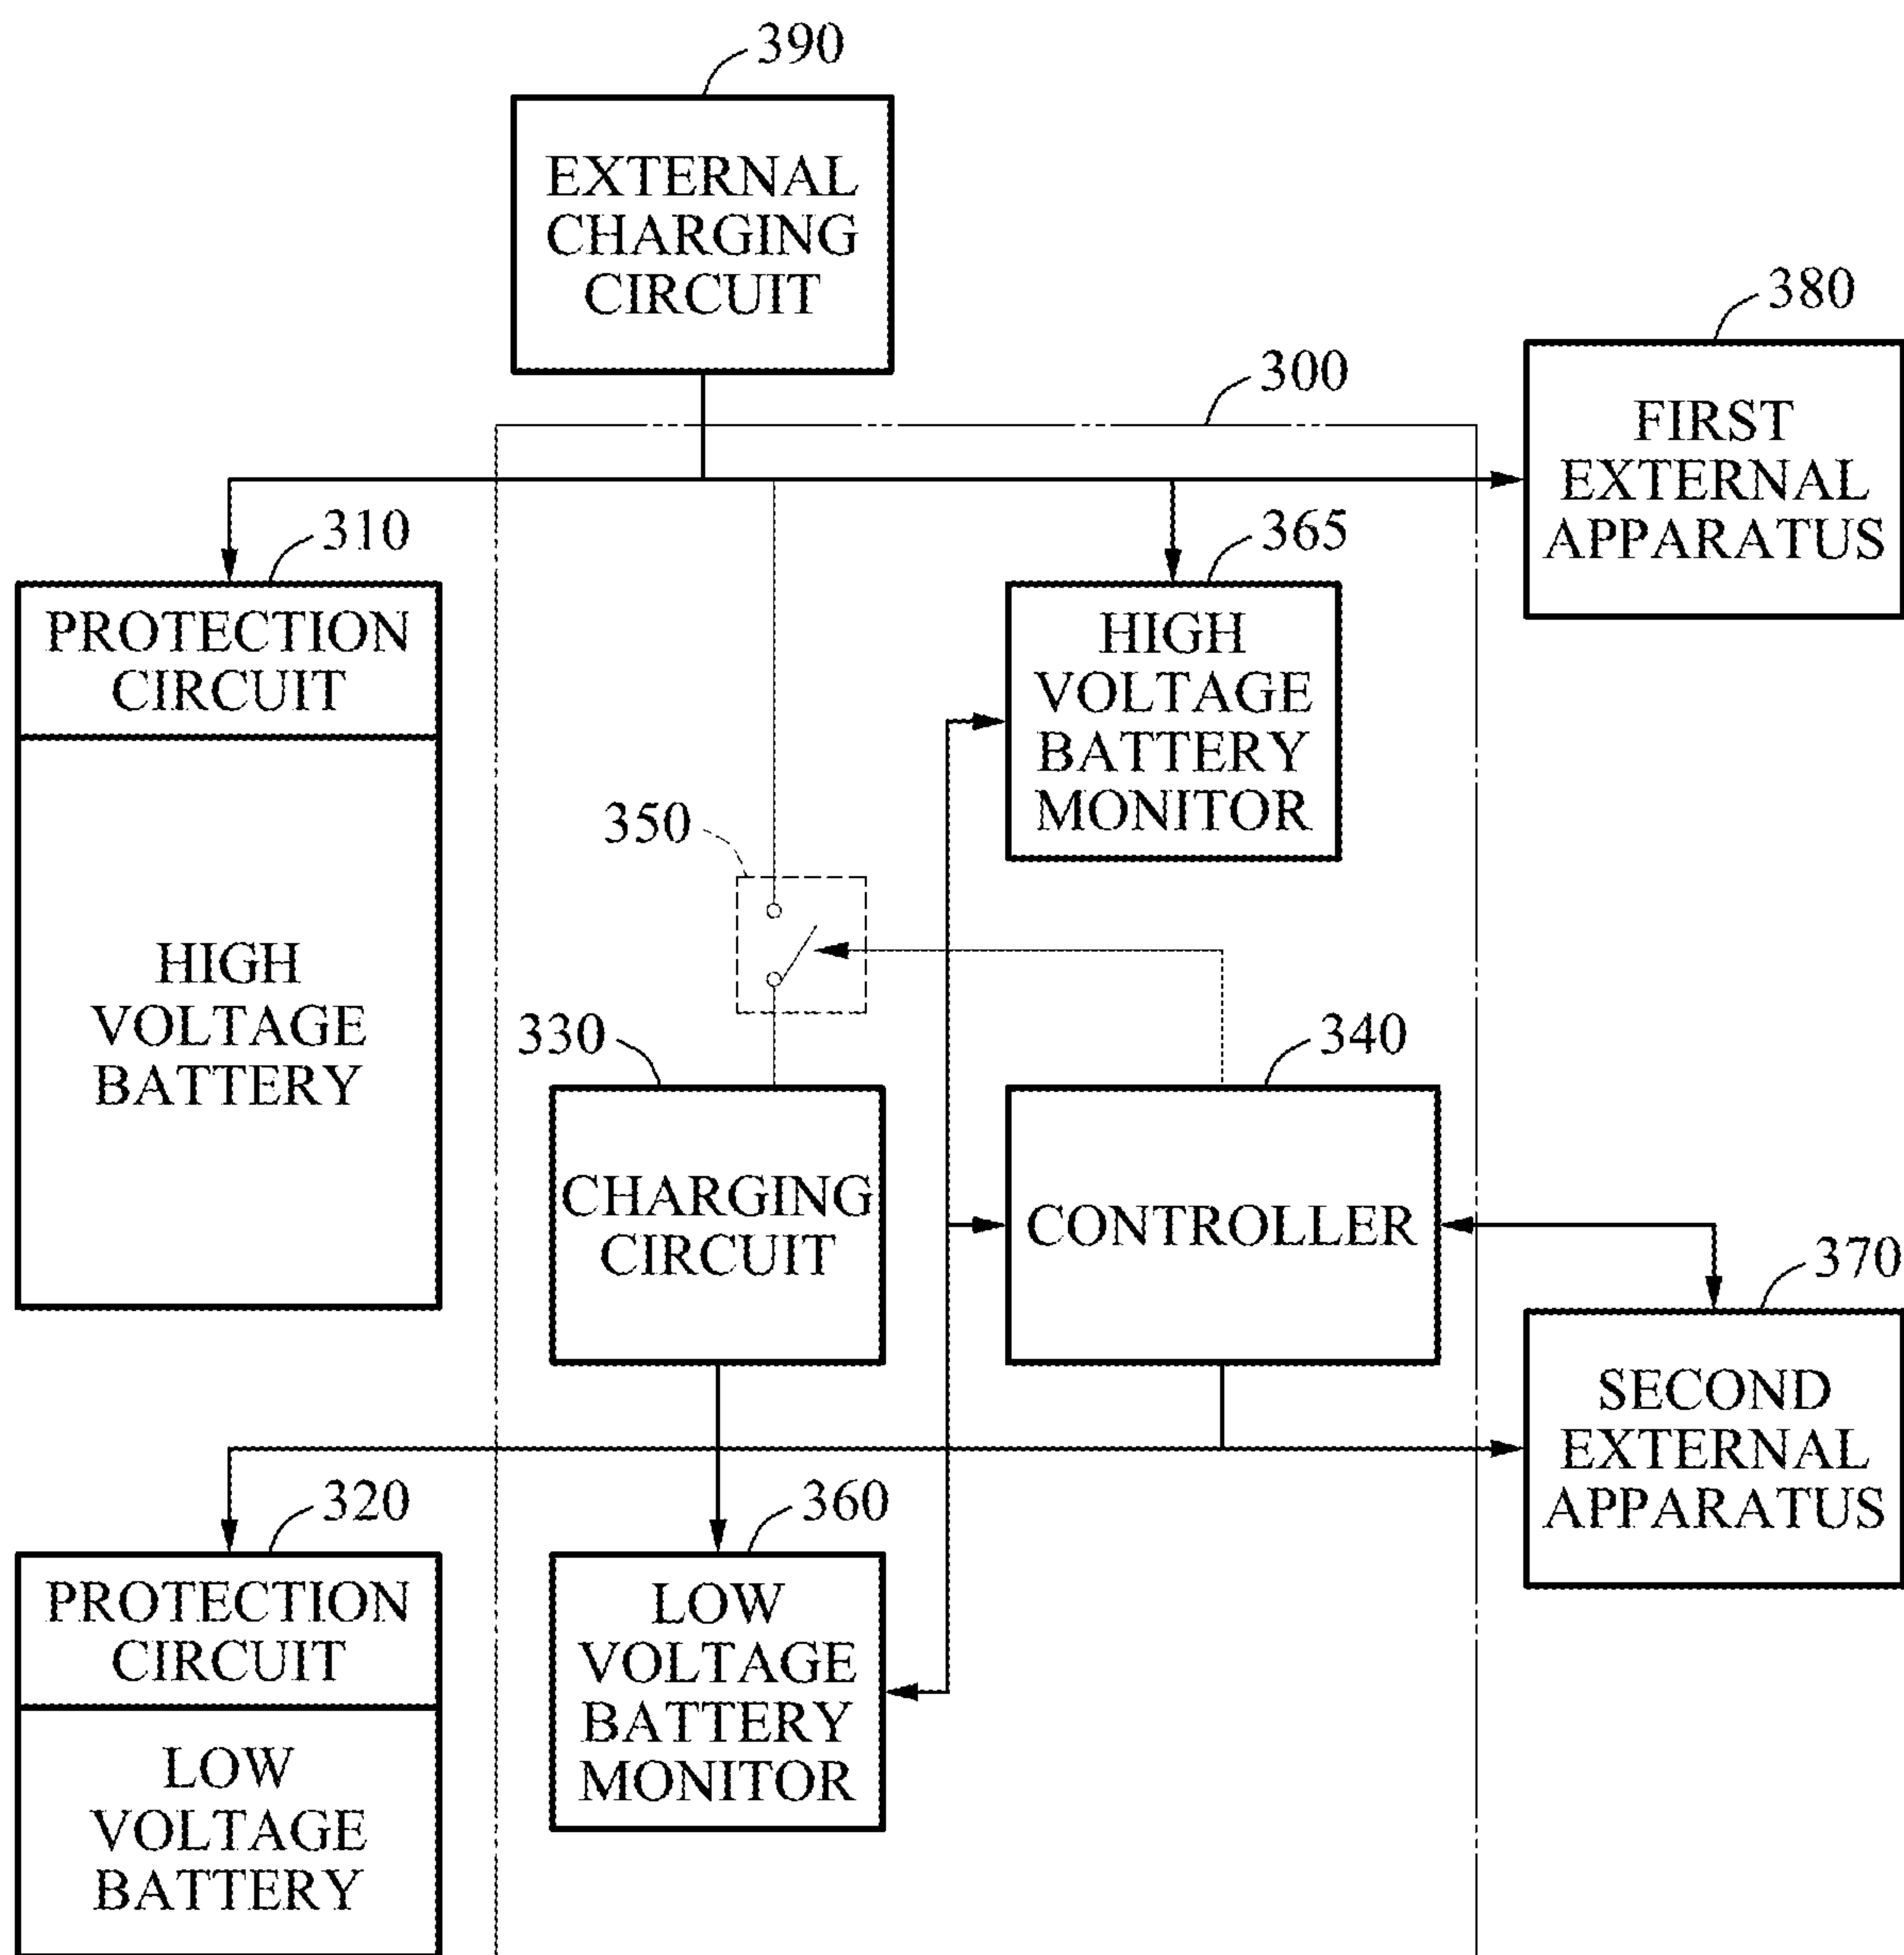 390
EXTERNAL
CHARGING
CIRCUIT
380
FIRST
EXTERNAL
APPARATUS
300
310
PROTECTION
CIRCUIT
HIGH
VOLTAGE
BATTERY
365
HIGH
VOLTAGE
BATTERY
MONITOR
350
330
CHARGING
CIRCUIT
340
CONTROLLER
370
SECOND
EXTERNAL
APPARATUS
320
PROTECTION
CIRCUIT
LOW
VOLTAGE
BATTERY
360
LOW
VOLTAGE
BATTERY
MONITOR